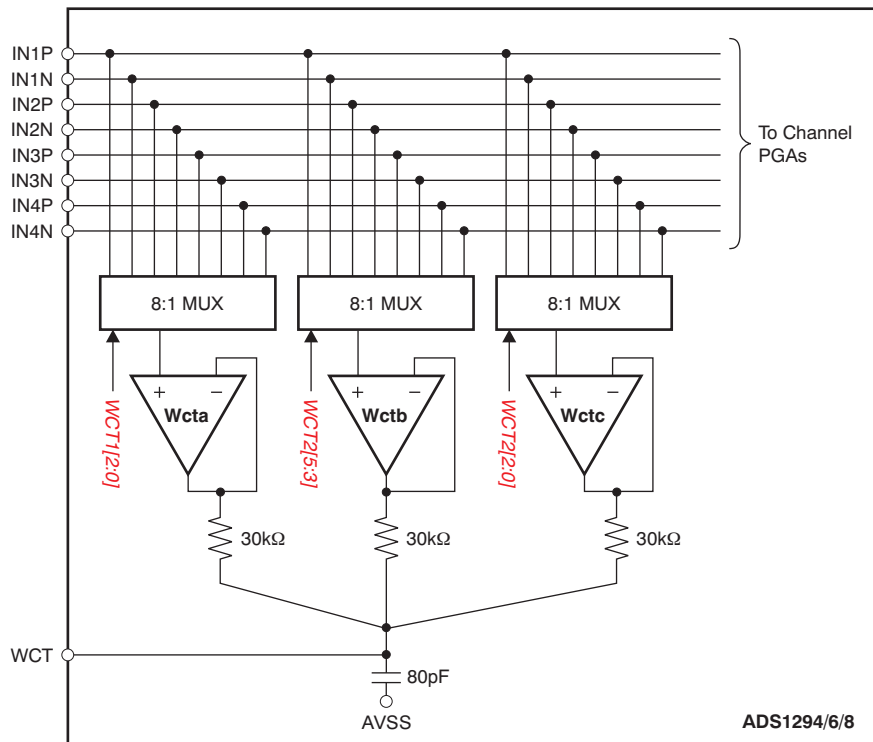 IN1P
IN1N
IN2P
IN2N
IN3P
IN3N
IN4P
IN4N
To Channel
PGAs
8:1 MUX
8:1 MUX
8:1 MUX
+ −
+ −
+ −
Wcta
Wctb
Wctc
WCT1[2:0]
WCT2[5:3]
WCT2[2:0]
30kΩ
30kΩ
30kΩ
WCT
80pF
AVSS
ADS1294/6/8